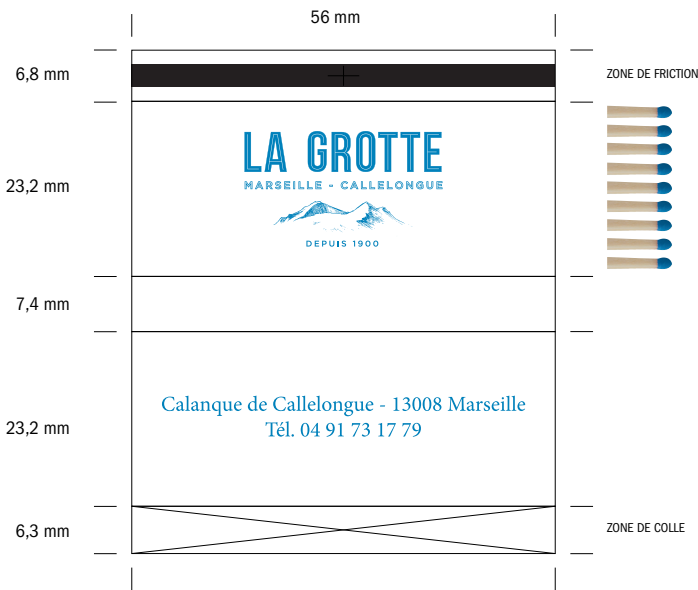 56 mm
6,8 mm
ZONE DE FRICTION
LA GROTTE
MARSEILLE - CALLELONGUE
23,2 mm
DEPUIS 1900
7,4 mm
Calanque de Callelongue - 13008 Marseille
Tél. 04 91 73 17 79
23,2 mm
6,3 mm
ZONE DE COLLE